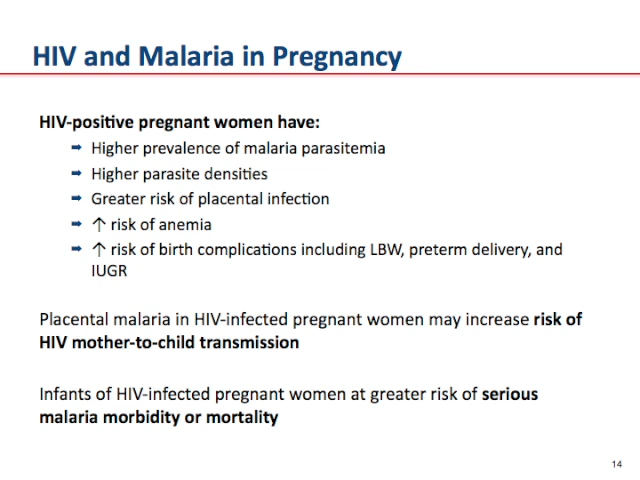 HIV and Malaria in Pregnancy
HIV-positive pregnant women have:
➡ Higher prevalence of malaria parasitemia
➡ Higher parasite densities
➡ Greater risk of placental infection
➡ ↑ risk of anemia
➡ ↑ risk of birth complications including LBW, preterm delivery, and
IUGR
Placental malaria in HIV-infected pregnant women may increase risk of
HIV mother-to-child transmission
Infants of HIV-infected pregnant women at greater risk of serious
malaria morbidity or mortality
14